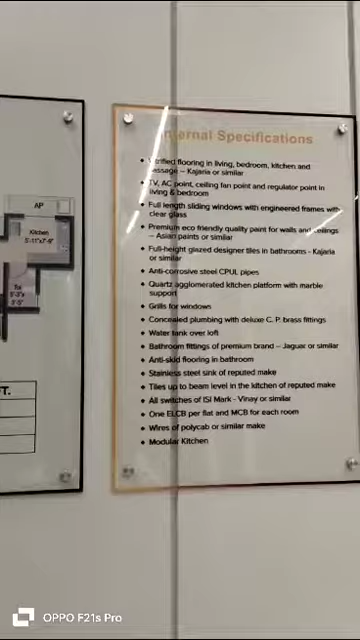 Internal Specifications
• Vitrified flooring in living, bedroom, kitchen and
passage – Kajaria or similar
• TV, AC point, ceiling fan point and regulator point in
living & bedroom
• Full length sliding windows with engineered frames with
clear glass
• Premium eco friendly quality paint for walls and ceilings
– Asian paints or similar
• Full-height glazed designer tiles in bathrooms - Kajaria
or similar
• Anti-corrosive steel CPUL pipes
• Quartz agglomerated kitchen platform with marble
support
• Grills for windows
• Concealed plumbing with deluxe C. P. brass fittings
• Water tank over loft
• Bathroom fittings of premium brand – Jaguar or similar
• Anti-skid flooring in bathroom
• Stainless steel sink of reputed make
• Tiles up to beam level in the kitchen of reputed make
• All switches of ISI Mark - Vinay or similar
• One ELCB per flat and MCB for each room
• Wires of polycab or similar make
• Modular Kitchen
AP
Kitchen
T.
OPPO F21s Pro